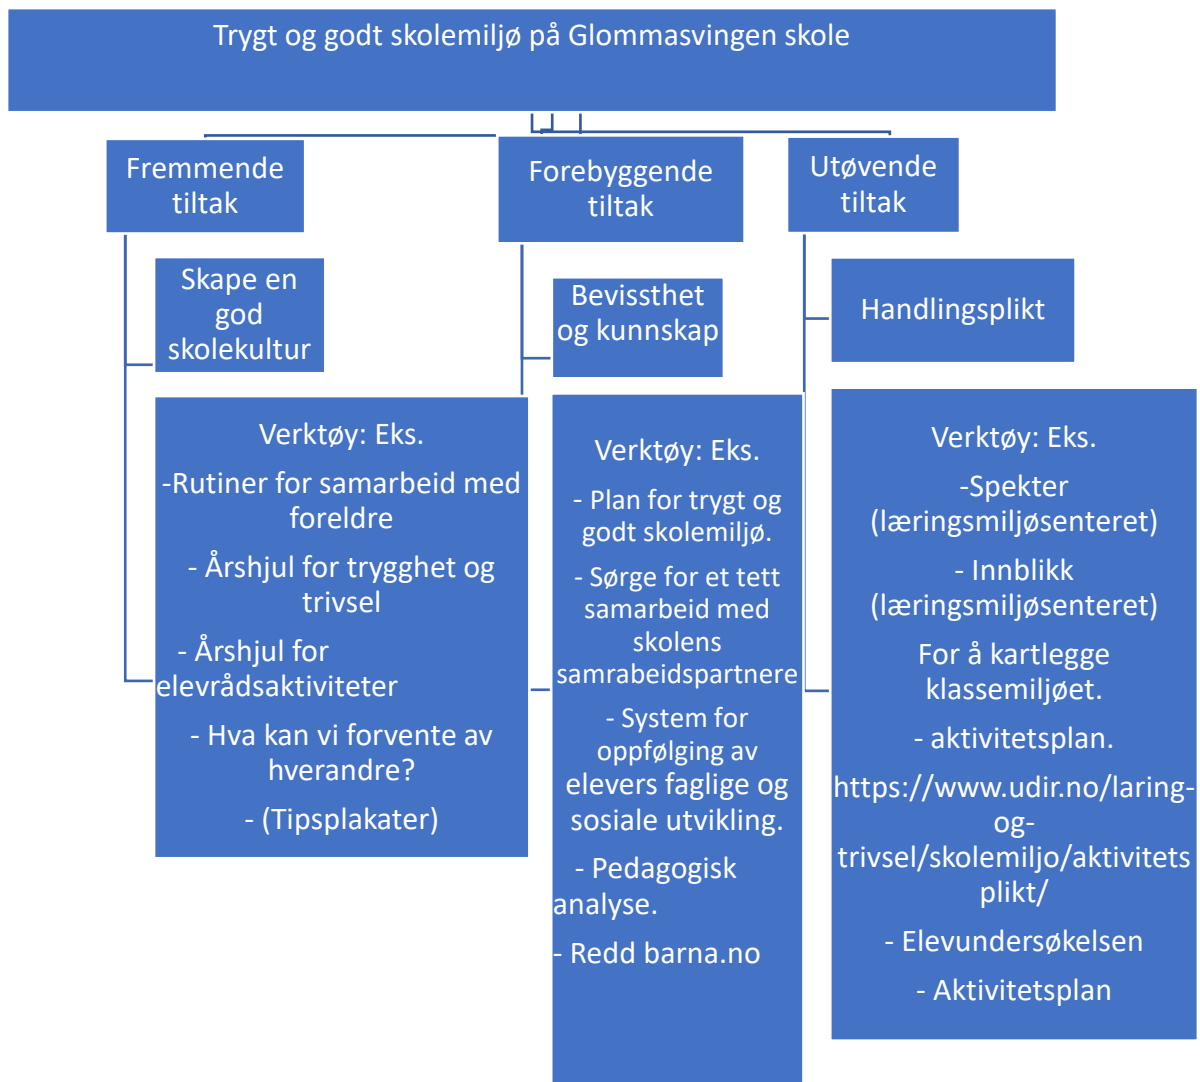 Trygt og godt skolemiljø på Glommasvingen skole
Fremmende
tiltak
Skape en
god
skolekultur
Verktøy: Eks.
-Rutiner for samarbeid med
foreldre
- Årshjul for trygghet og
trivsel
- Årshjul for
elevrådsaktiviteter
- Hva kan vi forvente av
hverandre?
- (Tipsplakater)
Forebyggende
tiltak
Bevissthet
og kunnskap
Verktøy: Eks.
- Plan for trygt og
godt skolemiljø.
- Sørge for et tett
samarbeid med
skolens
samrabeidspartnere
- System for
oppfølging av
elevers faglige og
sosiale utvikling.
- Pedagogisk
analyse.
- Redd barna.no
Utøvende
tiltak
Handlingsplikt
Verktøy: Eks.
-Spekter
(læringsmiljøsenteret)
- Innblikk
(læringsmiljøsenteret)
For å kartlegge
klassemiljøet.
- aktivitetsplan.
https://www.udir.no/laring-
og-
trivsel/skolemiljo/aktivitets
plikt/
- Elevundersøkelsen
- Aktivitetsplan